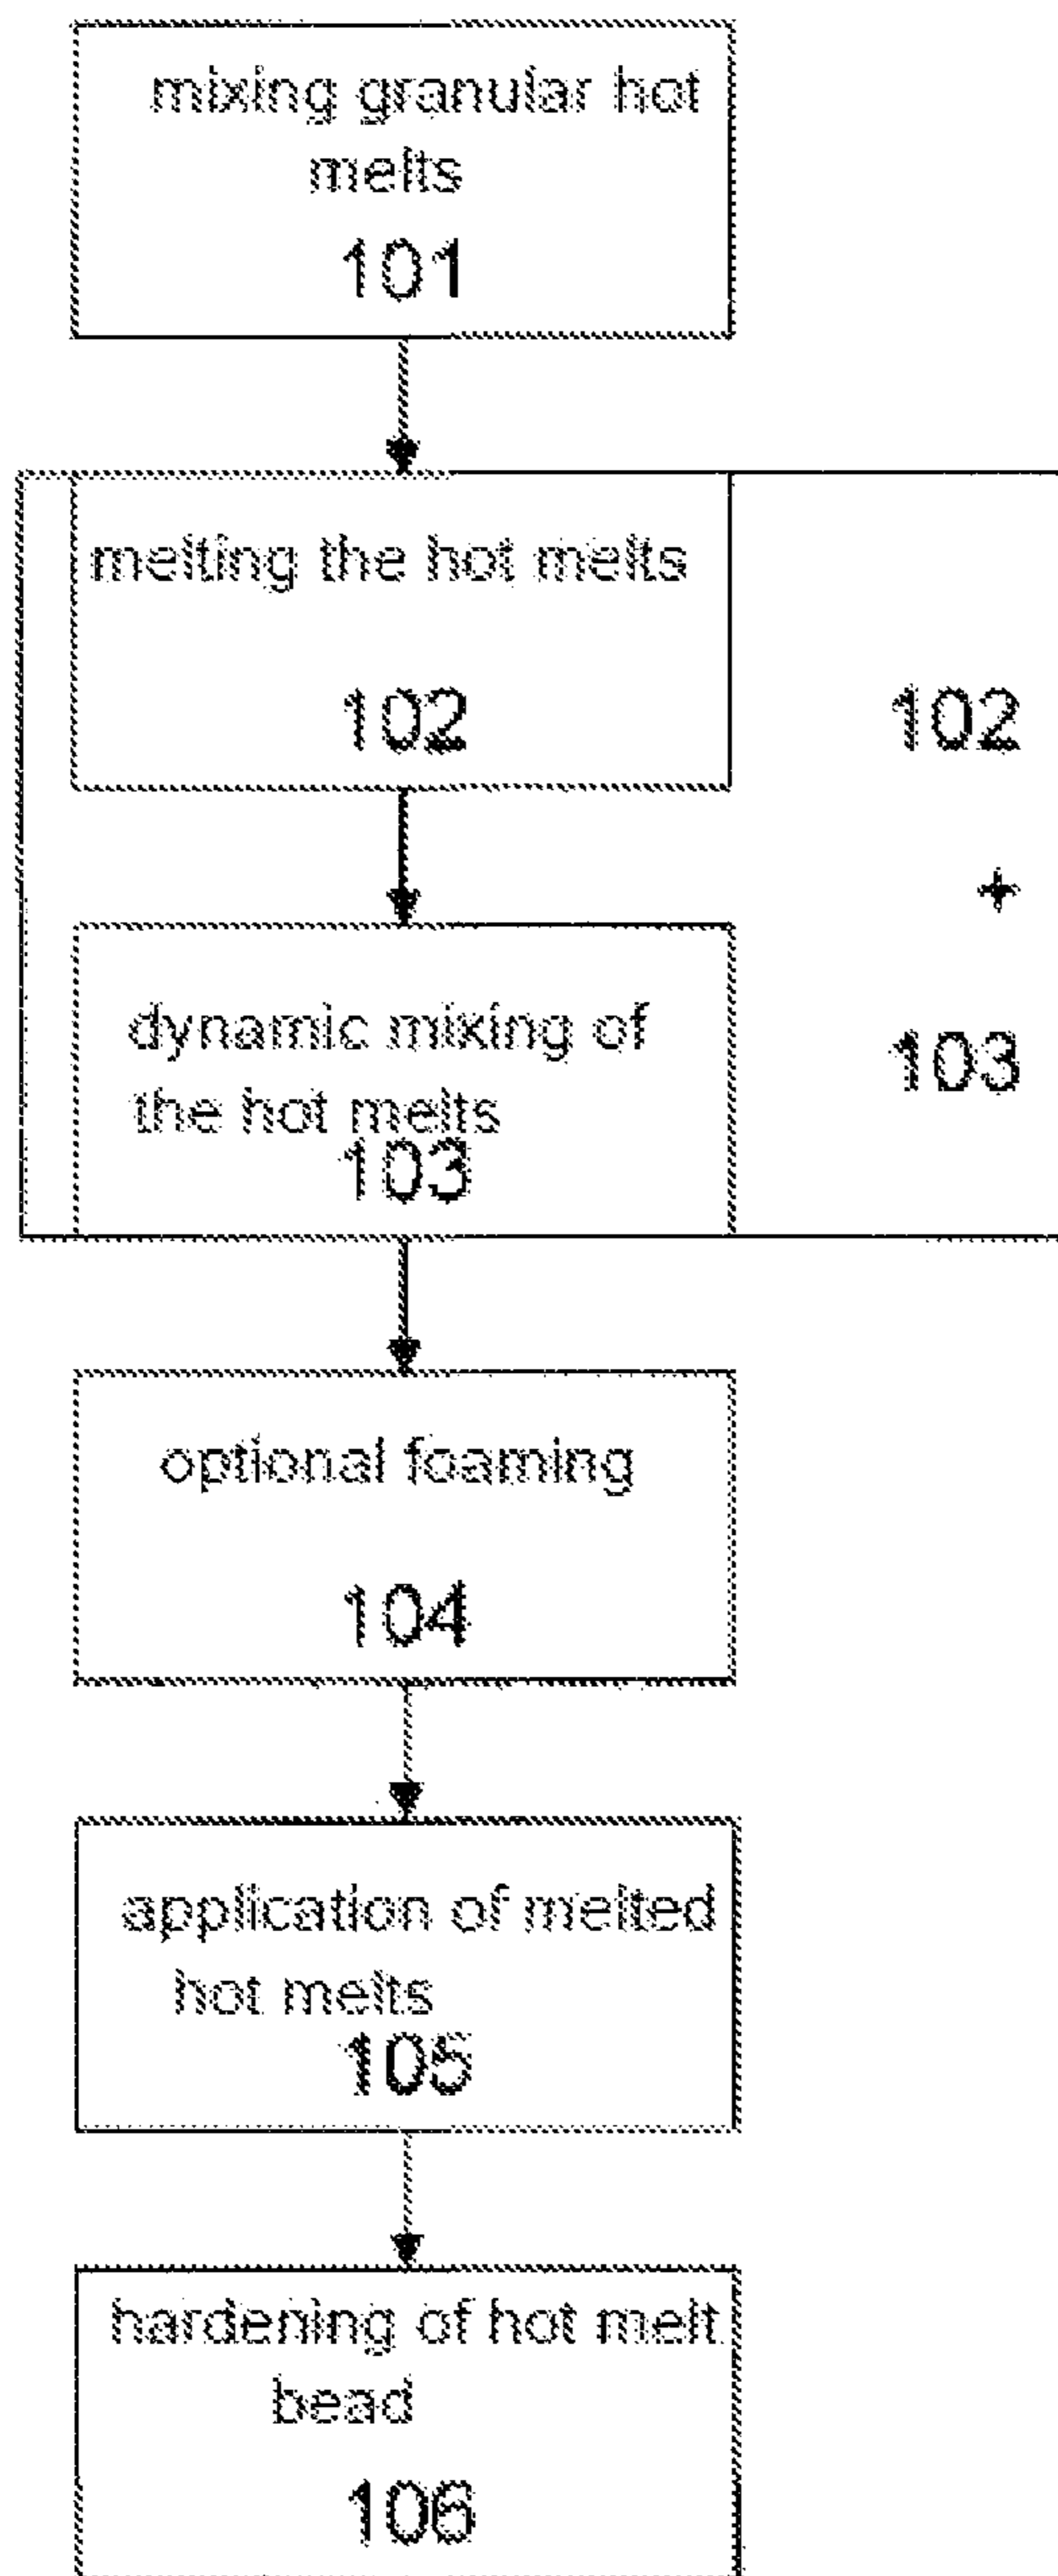 mixing granular hot
melts
101
melting the hot melts
102
102
+
dynamic mixing of
the hot melts
103
103
optional foaming
104
application of melted
hot melts
105
hardening of hot melt
bead
106